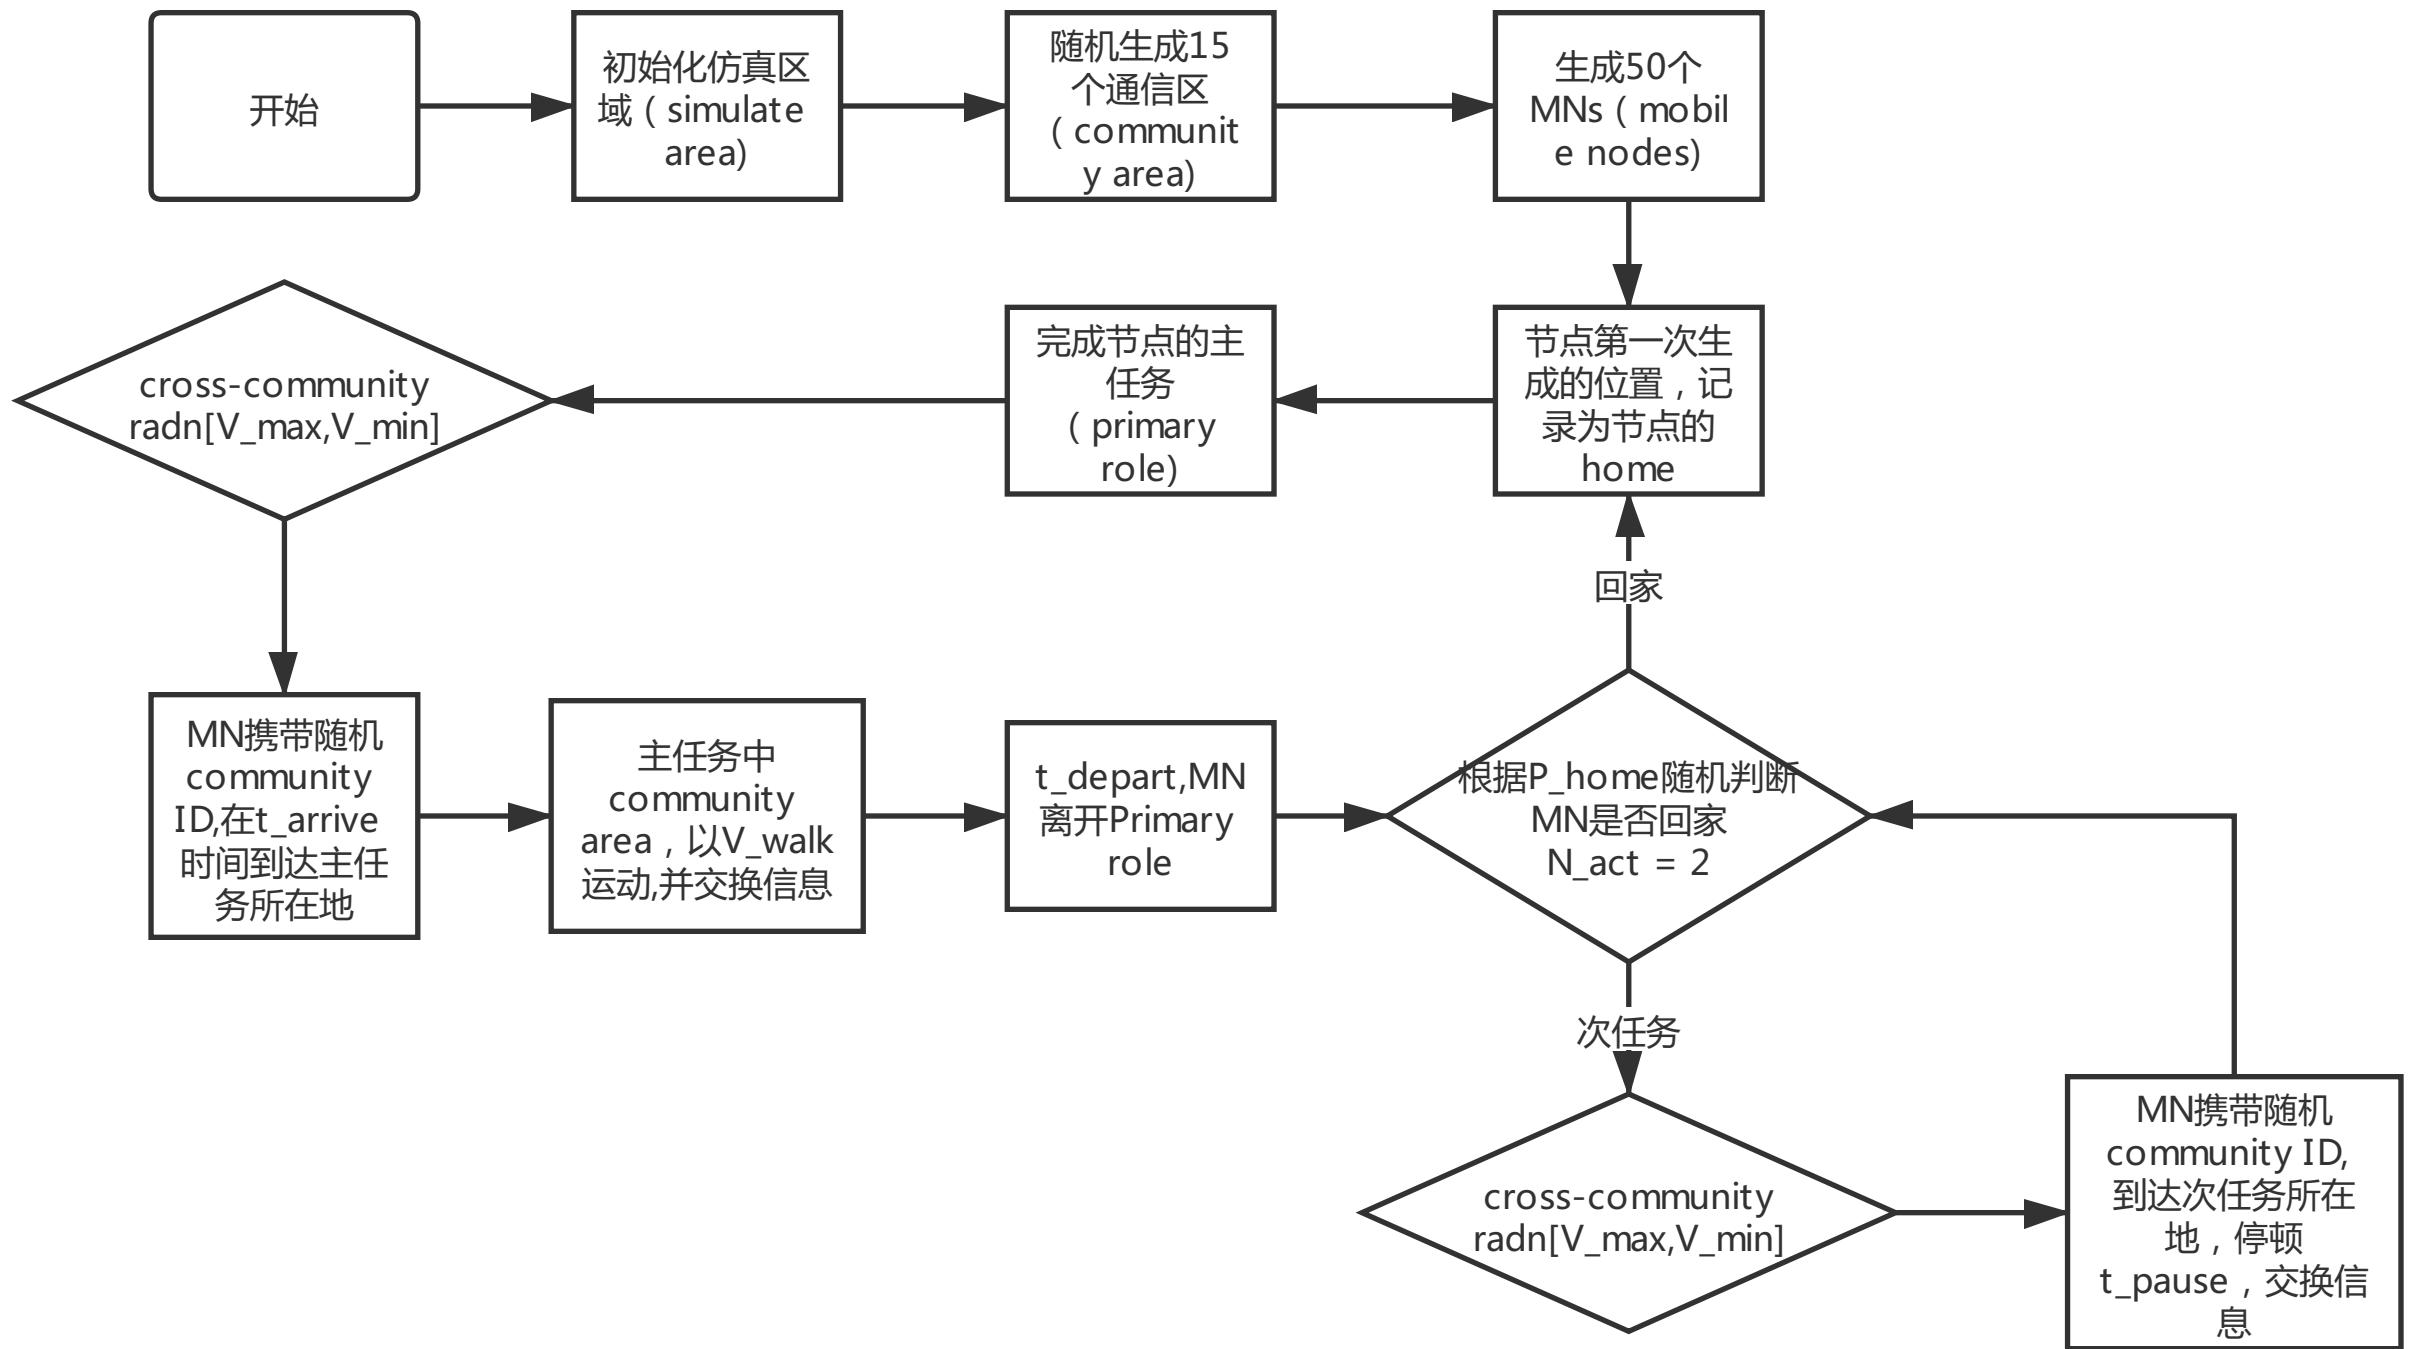 开始
初始化仿真区
域（simulate
area)
随机生成15
个通信区
（communit
y area)
生成50个
MNs（mobil
e nodes)
cross-community
radn[V_max,V_min]
完成节点的主
任务
（primary
role)
节点第一次生
成的位置，记
录为节点的
home
回家
MN携带随机
community
ID,在t_arrive
时间到达主任
务所在地
主任务中
community
area，以V_walk
运动,并交换信息
t_depart,MN
离开Primary
role
根据P_home随机判断
MN是否回家
N_act = 2
次任务
cross-community
radn[V_max,V_min]
MN携带随机
community ID,
到达次任务所在
地，停顿
t_pause，交换信
息